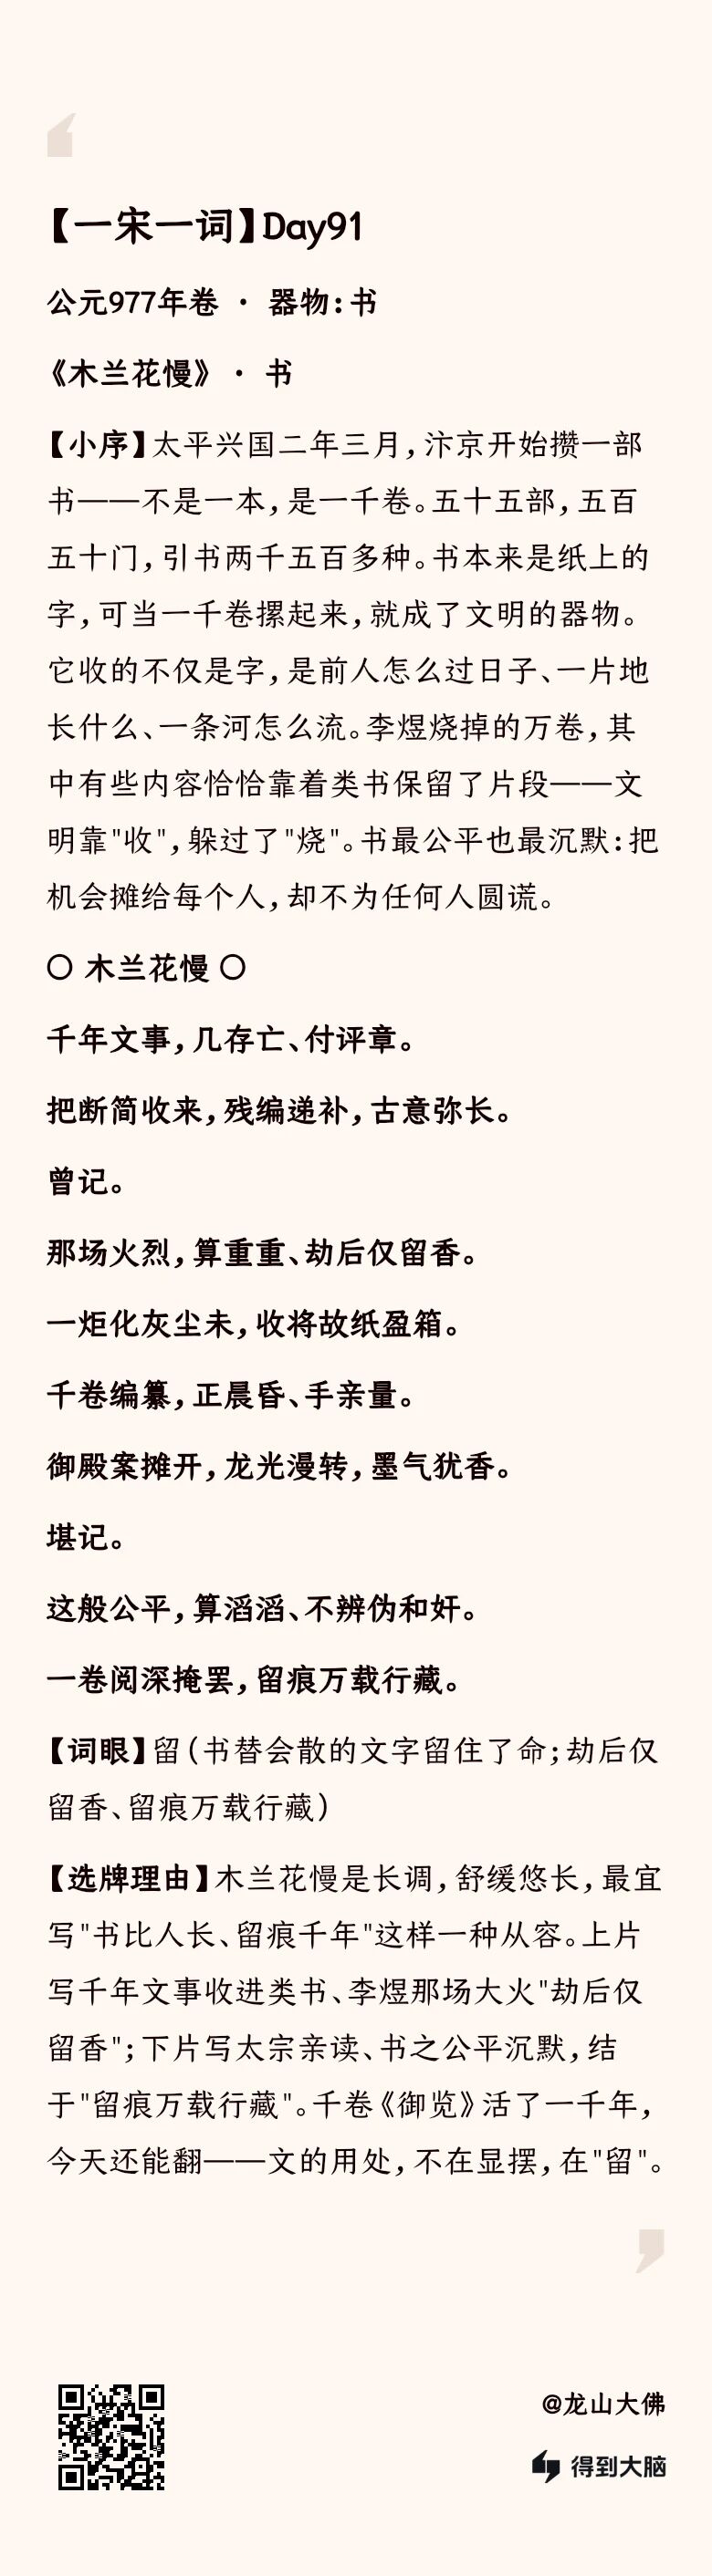 【一宋一词】Day91
公元977年卷 · 器物:书
《木兰花慢》· 书
【小序】太平兴国二年三月,汴京开始攒一部
书——不是一本,是一千卷。五十五部,五百
五十门,引书两千五百多种。书本来是纸上的
字,可当一千卷摞起来,就成了文明的器物。
它收的不仅是字,是前人怎么过日子、一片地
长什么、一条河怎么流。李煜烧掉的万卷,其
中有些内容恰恰靠着类书保留了片段——文
明靠"收",躲过了"烧"。书最公平也最沉默:把
机会摊给每个人,却不为任何人圆谎。
〇 木兰花慢 〇
千年文事,几存亡、付评章。
把断简收来,残编递补,古意弥长。
曾记。
那场火烈,算重重、劫后仅留香。
一炬化灰尘未,收将故纸盈箱。
千卷编纂,正晨昏、手亲量。
御殿案摊开,龙光漫转,墨气犹香。
堪记。
这般公平,算滔滔、不辨伪和奸。
一卷阅深掩罢,留痕万载行藏。
【词眼】留(书替会散的文字留住了命;劫后仅
留香、留痕万载行藏)
【选牌理由】木兰花慢是长调,舒缓悠长,最宜
写"书比人长、留痕千年"这样一种从容。上片
写千年文事收进类书、李煜那场大火"劫后仅
留香";下片写太宗亲读、书之公平沉默,结
于"留痕万载行藏"。千卷《御览》活了一千年,
今天还能翻——文的用处,不在显摆,在"留"。
@龙山大佛
得到大脑